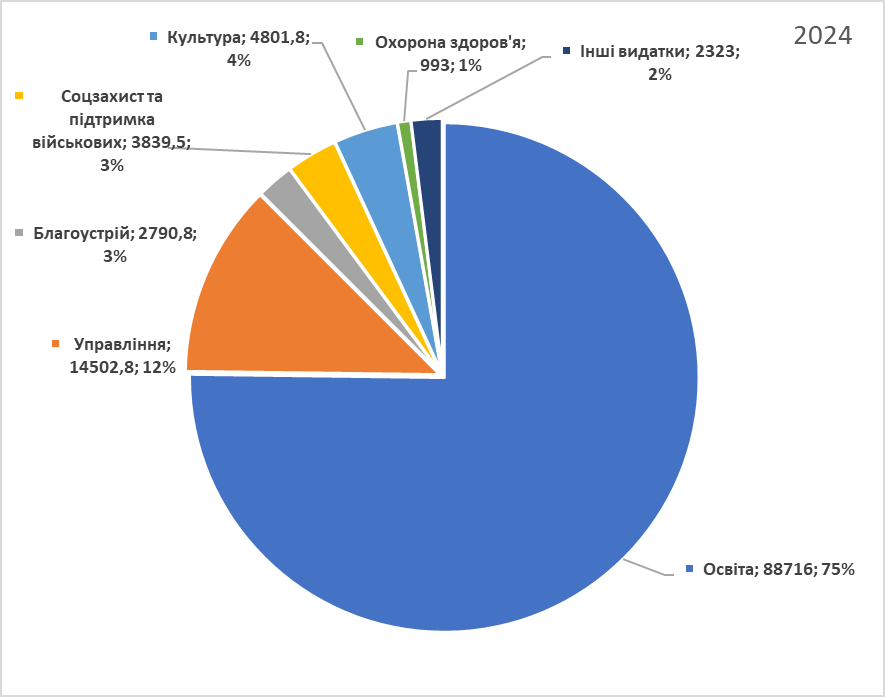 2024
Культура; 4801,8;
4%
Охорона здоров'я;
993; 1%
Інші видатки; 2323;
2%
Соцзахист та
підтримка
військових; 3839,5;
3%
Благоустрій; 2790,8;
3%
Управління;
14502,8; 12%
Освіта; 88716; 75%